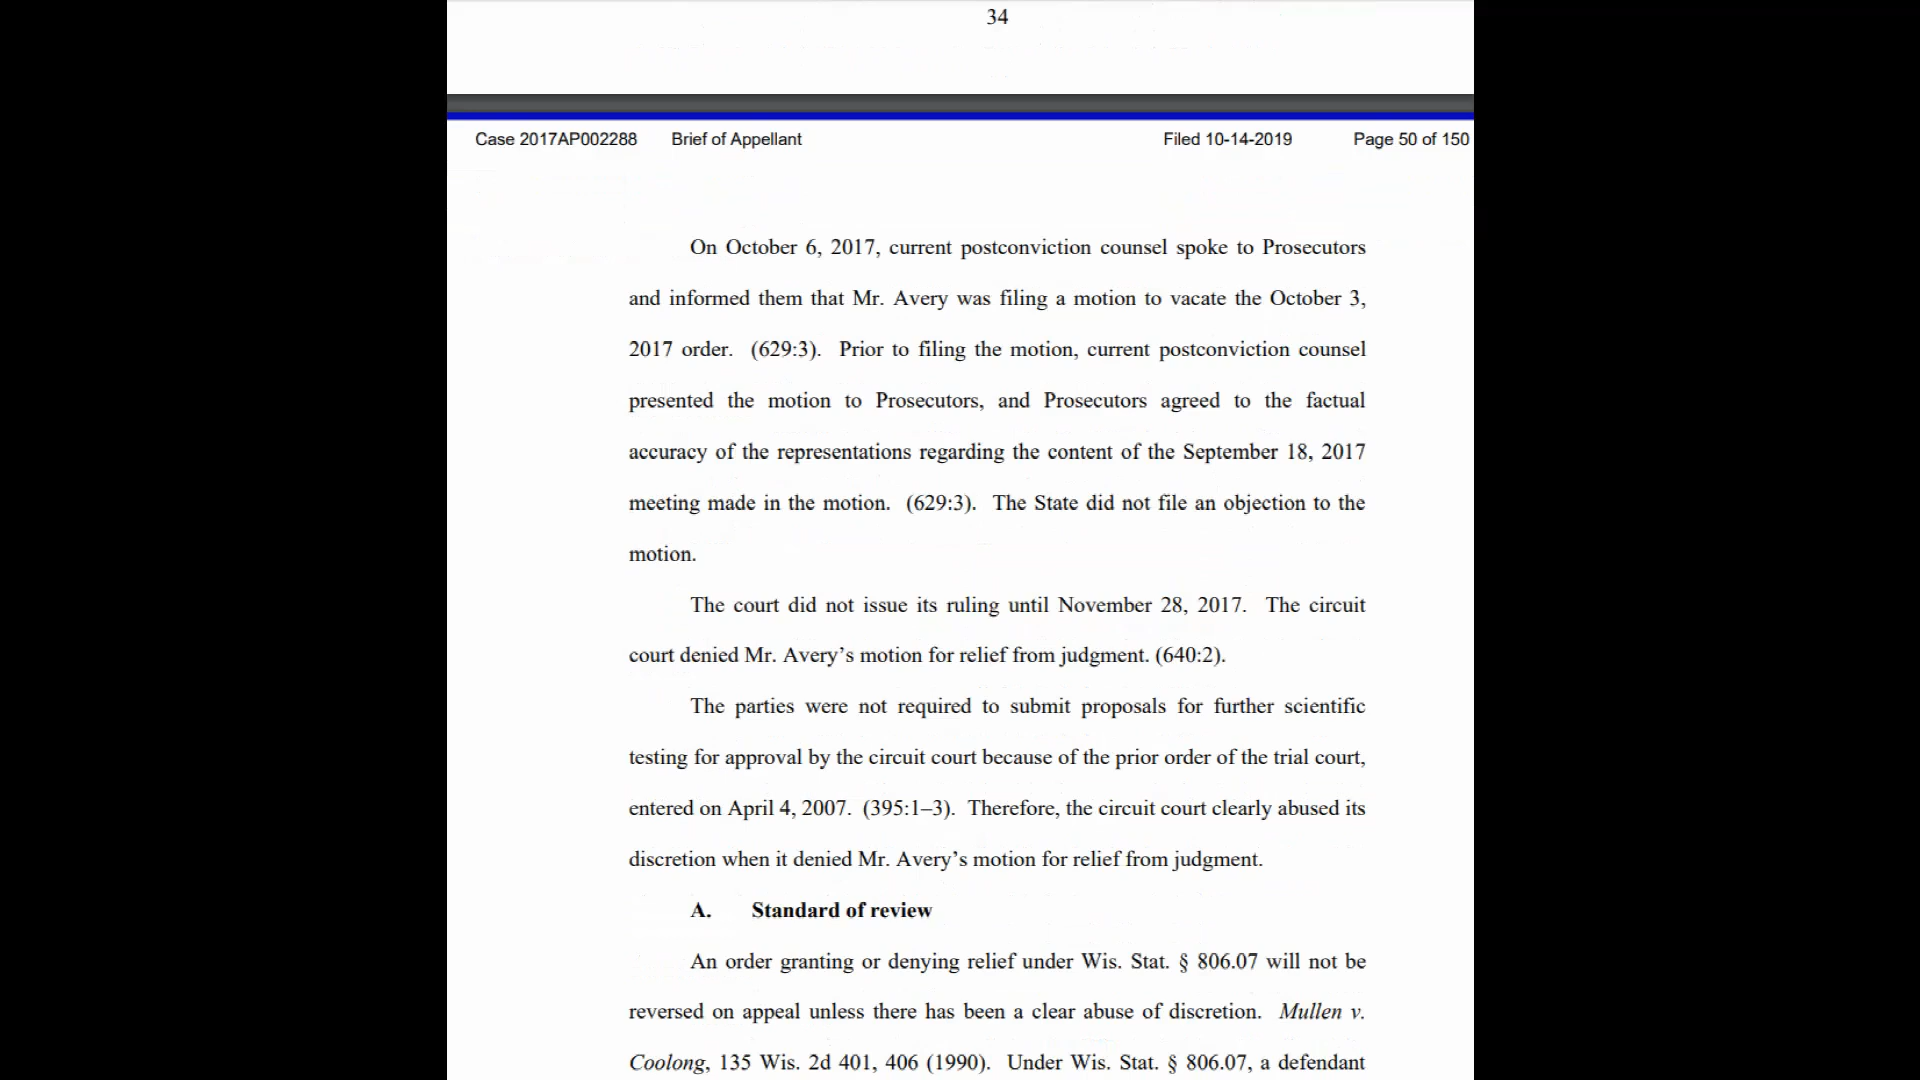 34
Case 2017AP002288 Brief of Appellant Filed 10-14-2019 Page 50 of 150
On October 6, 2017, current postconviction counsel spoke to Prosecutors
and informed them that Mr. Avery was filing a motion to vacate the October 3,
2017 order. (629:3). Prior to filing the motion, current postconviction counsel
presented the motion to Prosecutors, and Prosecutors agreed to the factual
accuracy of the representations regarding the content of the September 18, 2017
meeting made in the motion. (629:3). The State did not file an objection to the
motion.
The court did not issue its ruling until November 28, 2017. The circuit
court denied Mr. Avery’s motion for relief from judgment. (640:2).
The parties were not required to submit proposals for further scientific
testing for approval by the circuit court because of the prior order of the trial court,
entered on April 4, 2007. (395:1–3). Therefore, the circuit court clearly abused its
discretion when it denied Mr. Avery’s motion for relief from judgment.
A. Standard of review
An order granting or denying relief under Wis. Stat. § 806.07 will not be
reversed on appeal unless there has been a clear abuse of discretion. Mullen v.
Coolong, 135 Wis. 2d 401, 406 (1990). Under Wis. Stat. § 806.07, a defendant